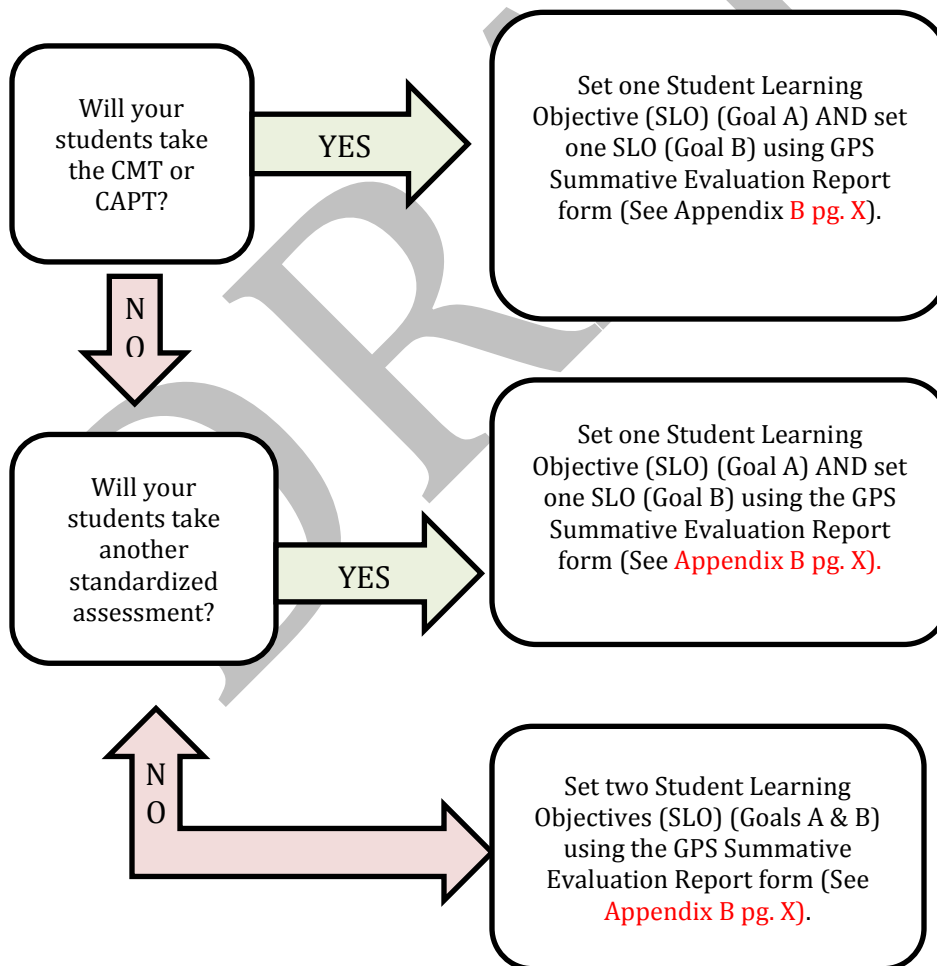 Will your
students take
the CMT or
CAPT?
YES
Set one Student Learning
Objective (SLO) (Goal A) AND set
one SLO (Goal B) using GPS
Summative Evaluation Report
form (See Appendix B pg. X).
N
O
Will your
students take
another
standardized
assessment?
YES
Set one Student Learning
Objective (SLO) (Goal A) AND set
one SLO (Goal B) using the GPS
Summative Evaluation Report
form (See Appendix B pg. X).
N
O
Set two Student Learning
Objectives (SLO) (Goals A & B)
using the GPS Summative
Evaluation Report form (See
Appendix B pg. X).